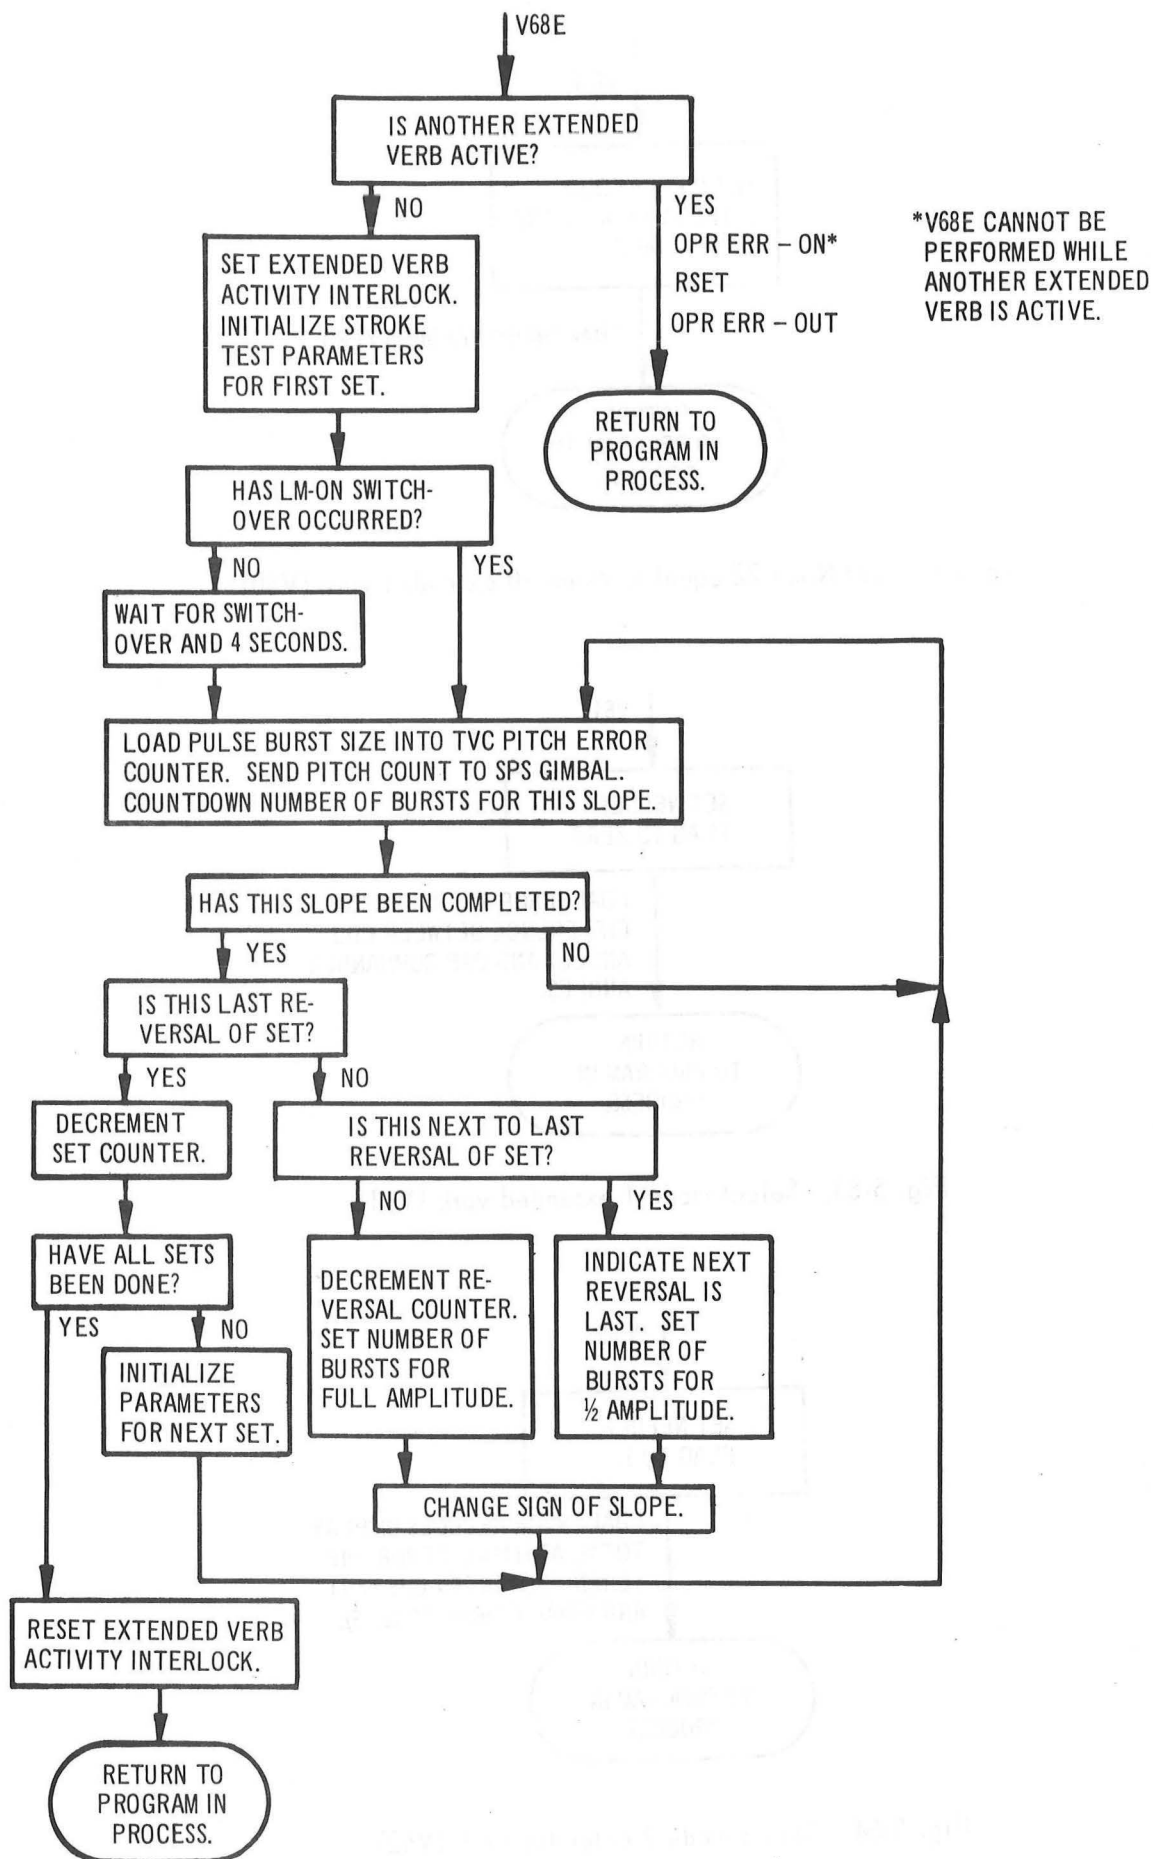 V68E
IS ANOTHER EXTENDED
VERB ACTIVE?
NO
YES
OPR ERR – ON*
RSET
OPR ERR – OUT
*V68E CANNOT BE
PERFORMED WHILE
ANOTHER EXTENDED
VERB IS ACTIVE.
SET EXTENDED VERB
ACTIVITY INTERLOCK.
INITIALIZE STROKE
TEST PARAMETERS
FOR FIRST SET.
RETURN TO
PROGRAM IN
PROCESS.
HAS LM-ON SWITCH-
OVER OCCURRED?
NO
YES
WAIT FOR SWITCH-
OVER AND 4 SECONDS.
LOAD PULSE BURST SIZE INTO TVC PITCH ERROR
COUNTER. SEND PITCH COUNT TO SPS GIMBAL.
COUNTDOWN NUMBER OF BURSTS FOR THIS SLOPE.
HAS THIS SLOPE BEEN COMPLETED?
YES
NO
IS THIS LAST RE-
VERSAL OF SET?
YES
NO
DECREMENT
SET COUNTER.
IS THIS NEXT TO LAST
REVERSAL OF SET?
NO
YES
HAVE ALL SETS
BEEN DONE?
YES
NO
DECREMENT RE-
VERSAL COUNTER.
SET NUMBER OF
BURSTS FOR
FULL AMPLITUDE.
INDICATE NEXT
REVERSAL IS
LAST. SET
NUMBER OF
BURSTS FOR
½ AMPLITUDE.
INITIALIZE
PARAMETERS
FOR NEXT SET.
CHANGE SIGN OF SLOPE.
RESET EXTENDED VERB
ACTIVITY INTERLOCK.
RETURN TO
PROGRAM IN
PROCESS.